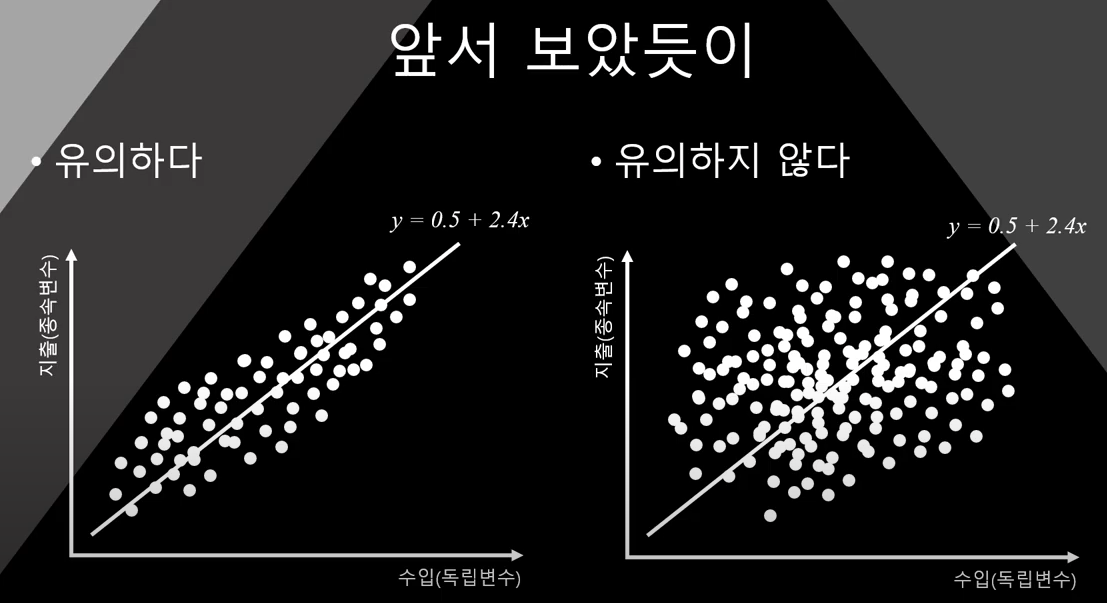 앞서 보았듯이
• 유의하다
y = 0.5 + 2.4x
지출(종속변수)
수입(독립변수)
• 유의하지 않다
y = 0.5 + 2.4x
지출(종속변수)
수입(독립변수)